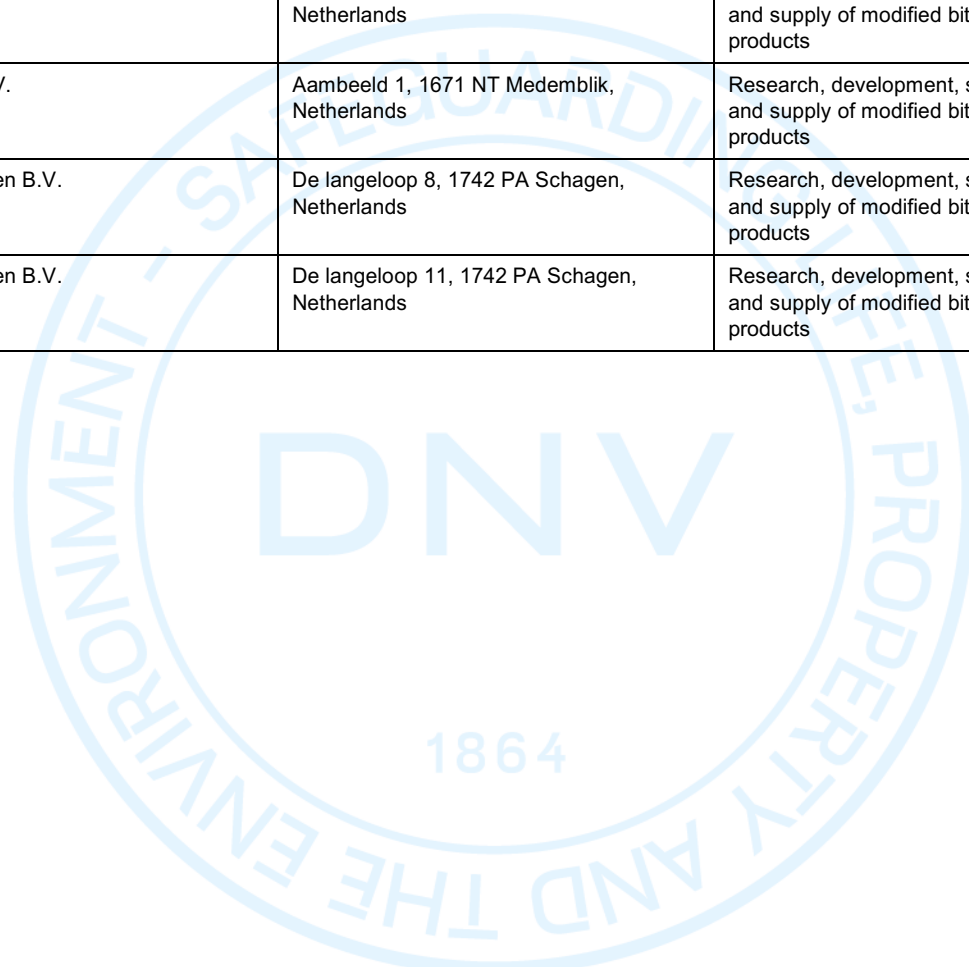 Netherlands
and supply of modified bit
products
V.
Aambeeld 1, 1671 NT Medemblik,
Netherlands
Research, development, s
and supply of modified bit
products
en B.V.
De langeloop 8, 1742 PA Schagen,
Netherlands
Research, development, s
and supply of modified bit
products
en B.V.
De langeloop 11, 1742 PA Schagen,
Netherlands
Research, development, s
and supply of modified bit
products
SAFEGUARDING LIFE, PROPERTY AND THE ENVIRONMENT -
DNV
1864